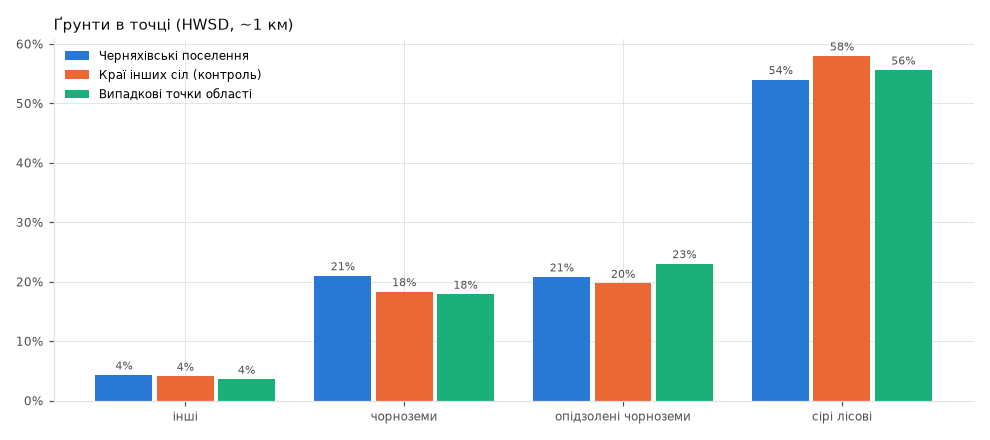 Ґрунти в точці (HWSD, ~1 км)
Черняхівські поселення
Краї інших сіл (контроль)
Випадкові точки області
60%
50%
40%
30%
20%
10%
0%
4%
4%
4%
21%
18%
18%
21%
20%
23%
54%
58%
56%
інші
чорноземи
опідзолені чорноземи
сірі лісові